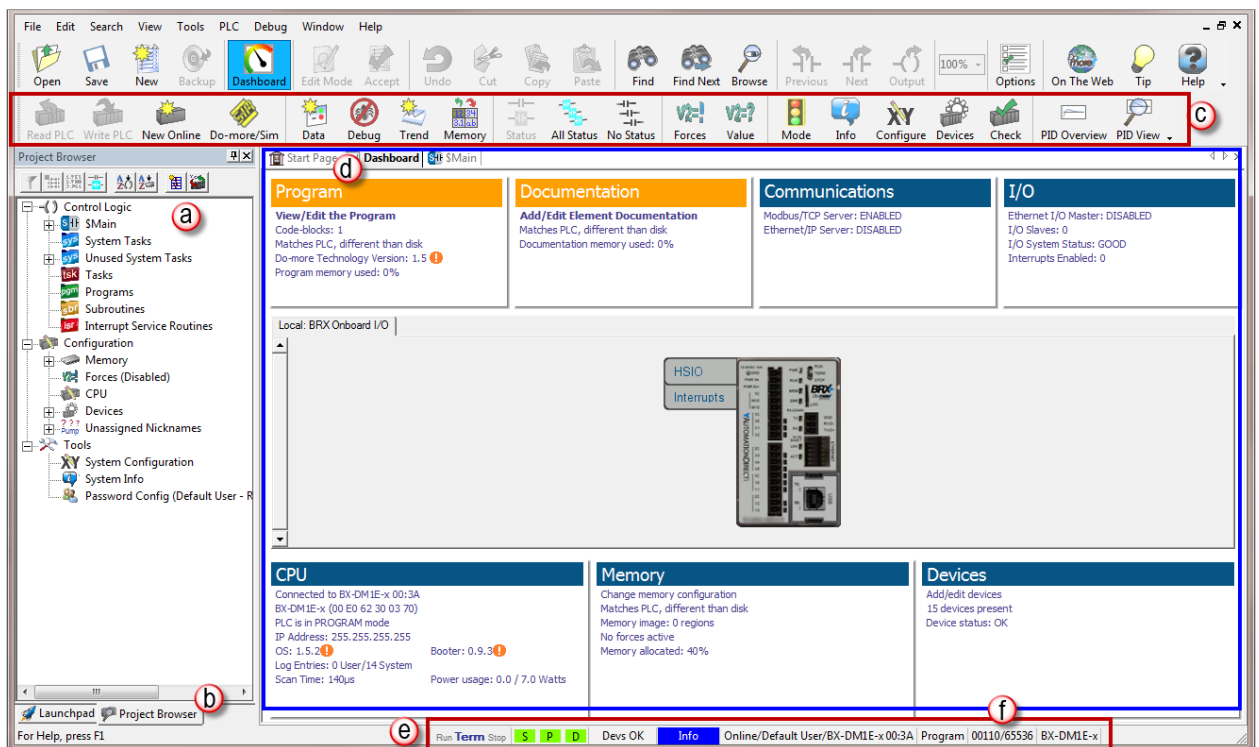 File Edit Search View Tools PLC Debug Window Help
Open Save New Backup Dashboard Edit Mode Accept Undo Cut Copy Paste Find Find Next Browse Previous Next Output 100% Options On The Web Tip Help
Read PLC Write PLC New Online Do-more/Sim Data Debug Trend Memory Status All Status No Status Forces Value Mode Info Configure Devices Check PID Overview PID View
c
Project Browser
Start Page Dashboard $Main
d
a
Control Logic
$Main
System Tasks
Unused System Tasks
Tasks
Programs
Subroutines
Interrupt Service Routines
Configuration
Memory
Forces (Disabled)
CPU
Devices
Unassigned Nicknames
Tools
System Configuration
System Info
Password Config (Default User - R
Program
View/Edit the Program
Code-blocks: 1
Matches PLC, different than disk
Do-more Technology Version: 1.5
Program memory used: 0%
Documentation
Add/Edit Element Documentation
Matches PLC, different than disk
Documentation memory used: 0%
Communications
Modbus/TCP Server: ENABLED
Ethernet/IP Server: DISABLED
I/O
Ethernet I/O Master: DISABLED
I/O Slaves: 0
I/O System Status: GOOD
Interrupts Enabled: 0
Local: BRX Onboard I/O
HSIO
Interrupts
BRX
CPU
Connected to BX-DM1E-x 00:3A
BX-DM1E-x (00 E0 62 30 03 70)
PLC is in PROGRAM mode
IP Address: 255.255.255.255
OS: 1.5.2 Booter: 0.9.3
Log Entries: 0 User/14 System
Scan Time: 140µs Power usage: 0.0 / 7.0 Watts
Memory
Change memory configuration
Matches PLC, different than disk
Memory image: 0 regions
No forces active
Memory allocated: 40%
Devices
Add/edit devices
15 devices present
Device status: OK
b
Launchpad Project Browser
f
e
For Help, press F1
Run Term Stop S P D Devs OK Info Online/Default User/BX-DM1E-x 00:3A Program 00110/65536 BX-DM1E-x